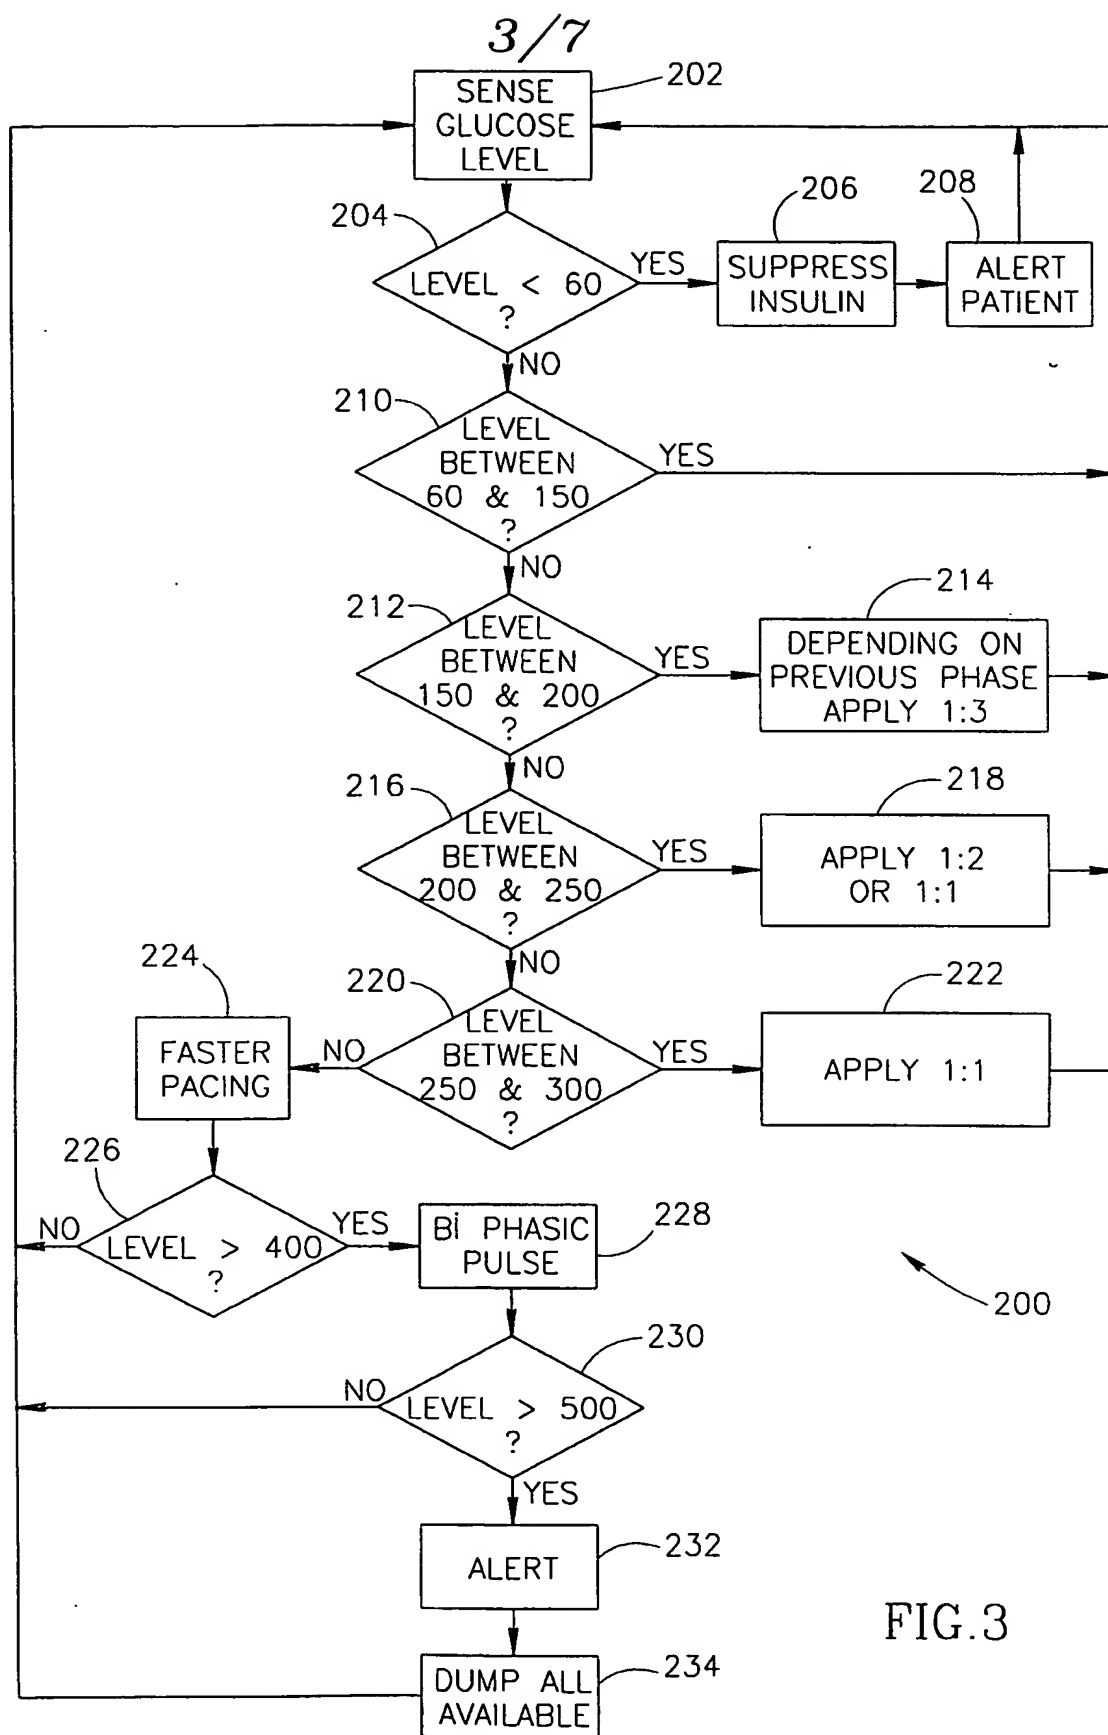 3/7
202
SENSE
GLUCOSE
LEVEL
204
206
208
LEVEL < 60
?
YES
SUPPRESS
INSULIN
ALERT
PATIENT
NO
210
LEVEL
BETWEEN
60 & 150
?
YES
NO
212
214
LEVEL
BETWEEN
150 & 200
?
YES
DEPENDING ON
PREVIOUS PHASE
APPLY 1:3
NO
216
218
LEVEL
BETWEEN
200 & 250
?
YES
APPLY 1:2
OR 1:1
NO
224
220
222
LEVEL
BETWEEN
250 & 300
?
NO
YES
FASTER
PACING
APPLY 1:1
226
NO
LEVEL > 400
?
YES
BI PHASIC
PULSE
228
200
230
NO
LEVEL > 500
?
YES
ALERT
232
FIG.3
DUMP ALL
AVAILABLE
234